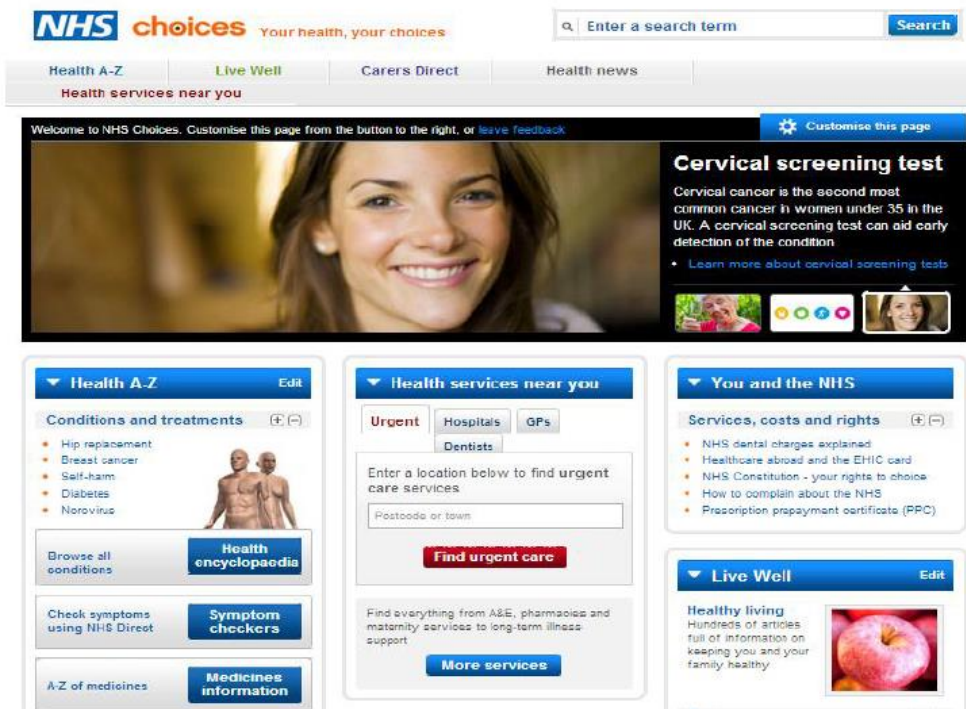 NHS choices Your health, your choices
Enter a search term
Search
Health A-Z
Live Well
Carers Direct
Health news
Health services near you
Welcome to NHS Choices. Customise this page from the button to the right, or leave feedback
Customise this page
Cervical screening test
Cervical cancer is the second most
common cancer in women under 35 in the
UK. A cervical screening test can aid early
detection of the condition
Learn more about cervical screening tests
Health A-Z
Edit
Conditions and treatments
Hip replacement
Breast cancer
Self-harm
Diabetes
Norovirus
Browse all
conditions
Health
encyclopaedia
Check symptoms
using NHS Direct
Symptom
checkers
A-Z of medicines
Medicines
information
Health services near you
Urgent
Hospitals
GPs
Dentists
Enter a location below to find urgent
care services
Postcode or town
Find urgent care
Find everything from A&E, pharmacies and
maternity services to long-term illness
support
More services
You and the NHS
Services, costs and rights
NHS dental charges explained
Healthcare abroad and the EHIC card
NHS Constitution - your rights to choice
How to complain about the NHS
Prescription prepayment certificate (PPC)
Live Well
Edit
Healthy living
Hundreds of articles
full of information on
keeping you and your
family healthy